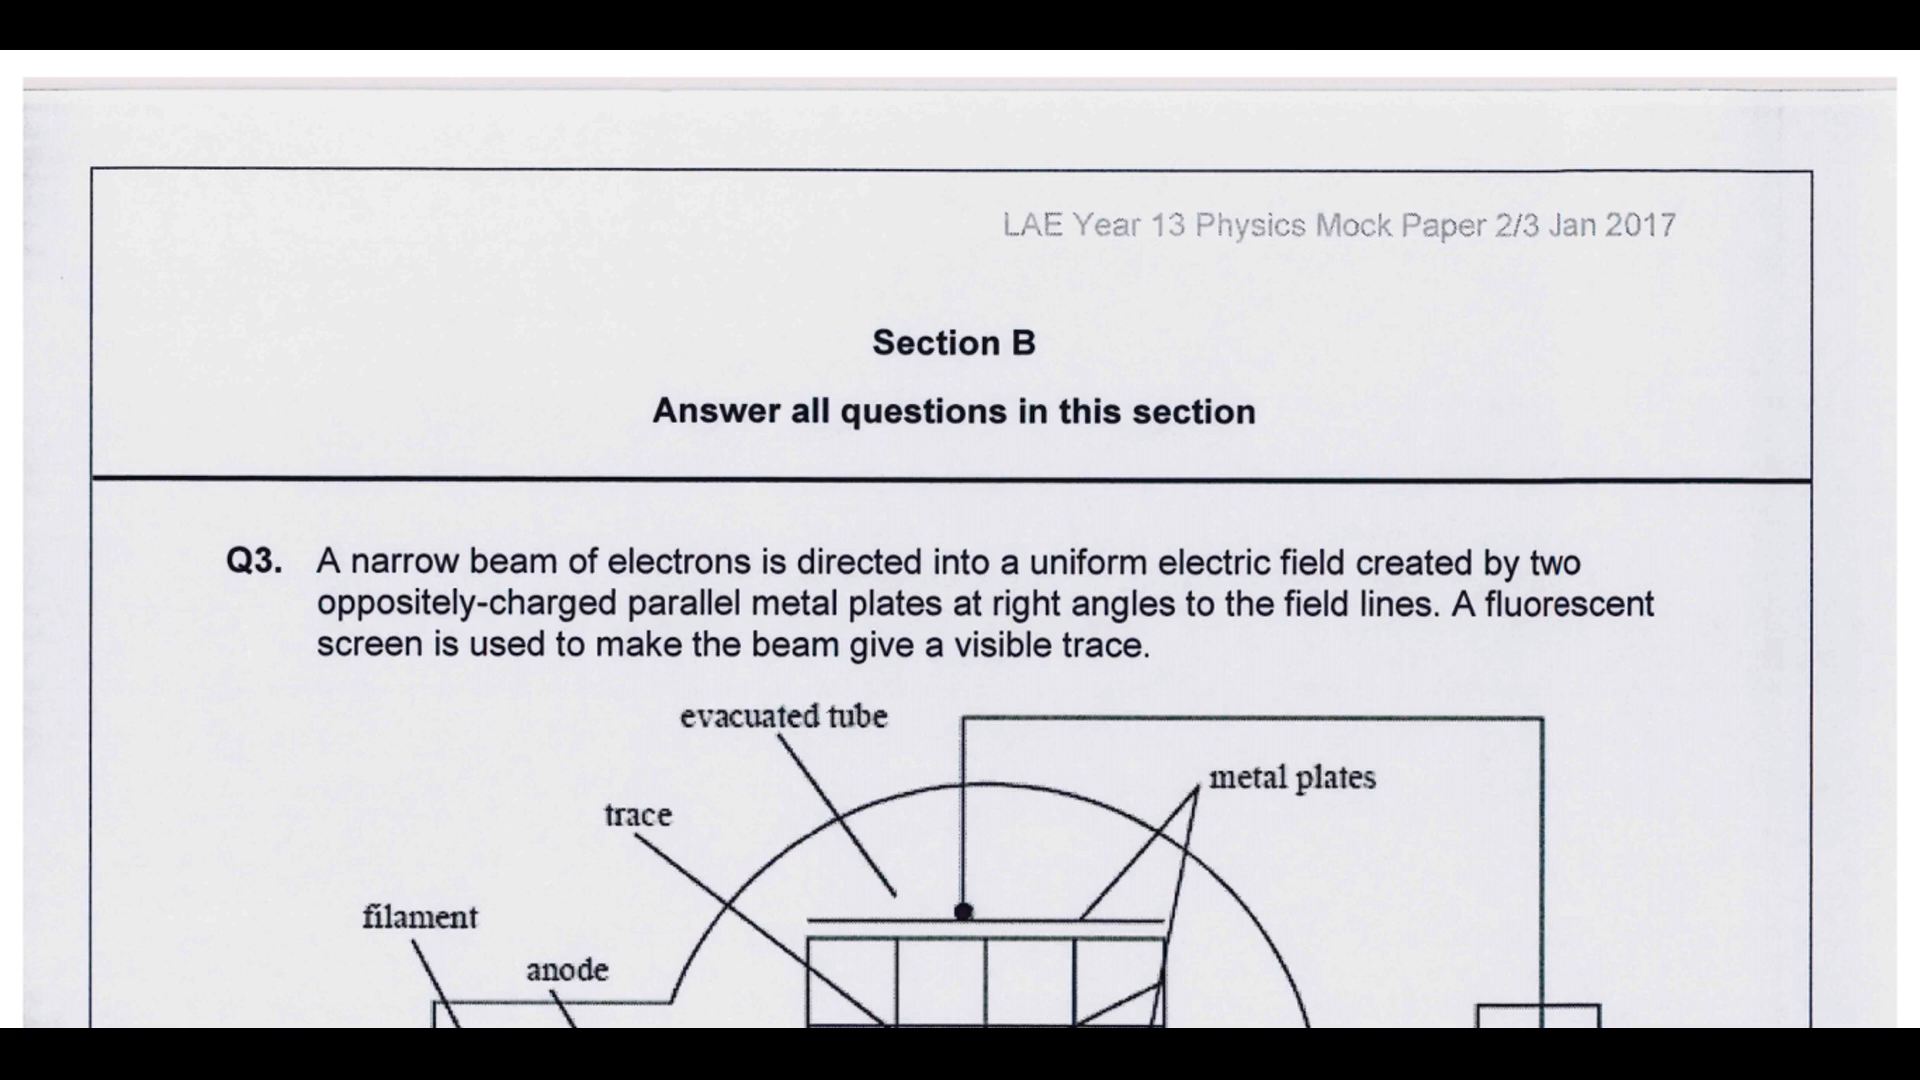 LAE Year 13 Physics Mock Paper 2/3 Jan 2017
Section B
Answer all questions in this section
Q3. A narrow beam of electrons is directed into a uniform electric field created by two
oppositely-charged parallel metal plates at right angles to the field lines. A fluorescent
screen is used to make the beam give a visible trace.
evacuated tube
metal plates
trace
filament
anode